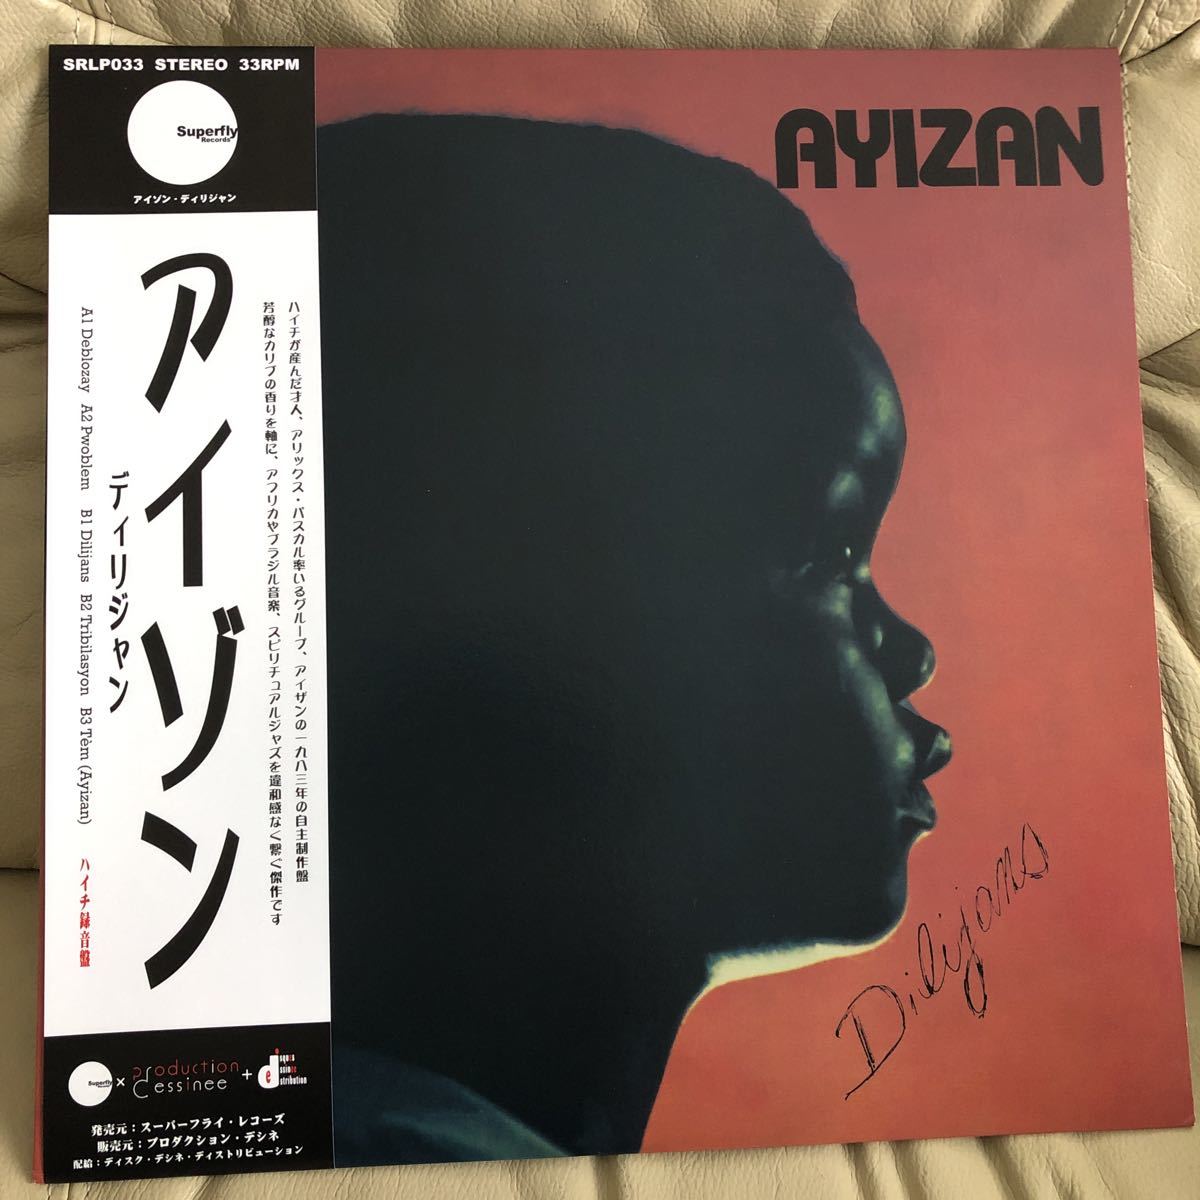 SRLP033 STEREO 33RPM
Superfly
Records
アイゾン・ディリジャン
アイゾン
ディリジャン
ハイチが産んだ才人、アリックス・パスカル率いるグループ、アイザンの一九八三年の自主制作盤
芳醇なカリブの香りを軸に、アフリカやブラジル音楽、スピリチュアルジャズを違和感なく繋ぐ傑作です
A1 Deblozay A2 Pwoblem B1 Dilijans B2 Tribilasyon B3 Tèm (Ayizan)
ハイチ録音盤
Superfly
Records
×
production
dessinee
+
disques
dessinee
distribution
発売元：スーパーフライ・レコーズ
販売元：プロダクション・デシネ
配給：ディスク・デシネ・ディストリビューション
AYIZAN
Dilijans